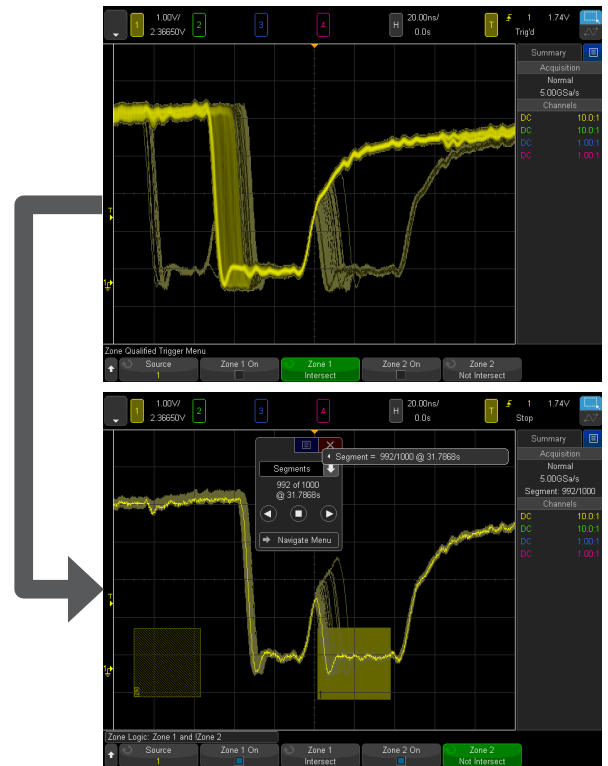 1 1.00V/ 2 3 4 H 20.00ns/ T 1 1.74V
2.36650V 0.0s Trig'd
Summary
Acquisition
Normal
5.00GSa/s
Channels
DC 10.0:1
DC 10.0:1
DC 1.00:1
DC 1.00:1
T
1
Zone Qualified Trigger Menu
Source Zone 1 On Zone 1 Zone 2 On Zone 2
1 Intersect Not Intersect
1 1.00V/ 2 3 4 H 20.00ns/ T 1 1.74V
2.36650V 0.0s Stop
Summary
Acquisition
Normal
5.00GSa/s
Segment: 992/1000
Channels
DC 10.0:1
DC 10.0:1
DC 1.00:1
DC 1.00:1
Segment = 992/1000 @ 31.7868s
Segments
992 of 1000
@ 31.7868s
Navigate Menu
T
1
Zone Logic: Zone 1 and !Zone 2
Source Zone 1 On Zone 1 Zone 2 On Zone 2
1 Intersect Not Intersect